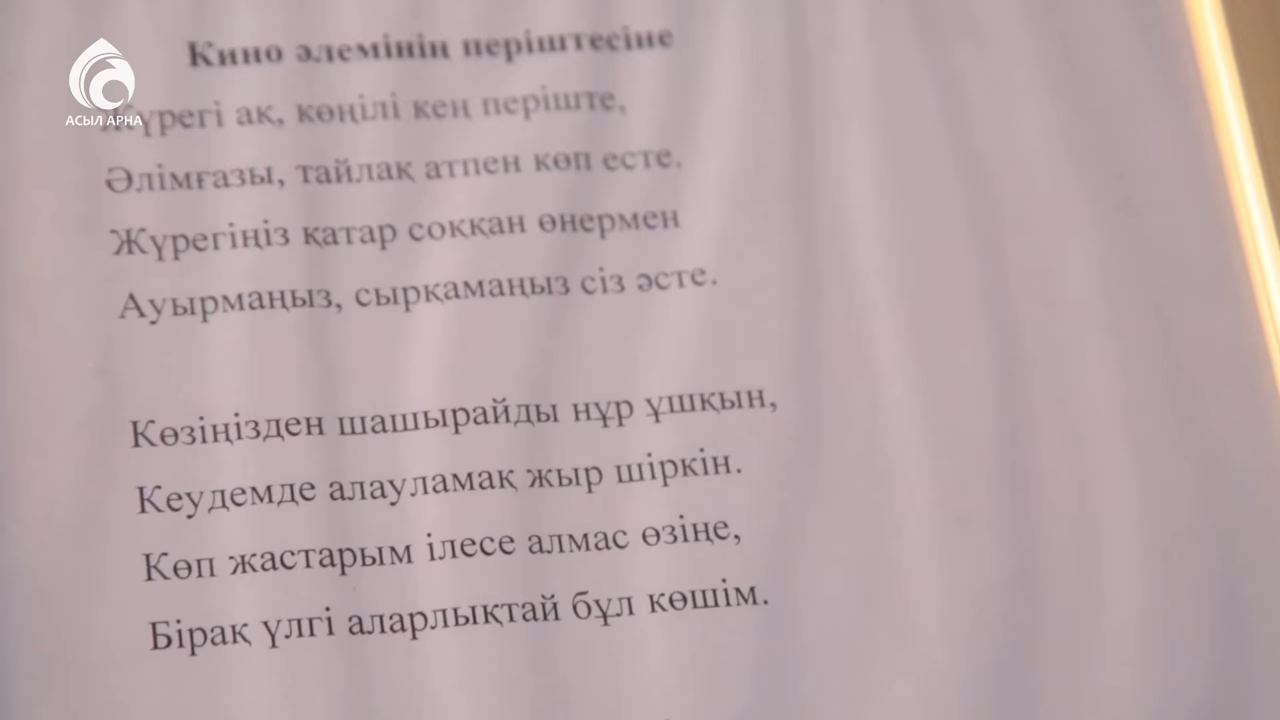 Кино әлемінің періштесіне
АСЫЛ АРНА
Жүрегі ақ, көңілі кең періште,
Әлімғазы, тайлақ атпен көп есте.
Жүрегіңіз қатар соққан өнермен
Ауырмаңыз, сырқамаңыз сіз әсте.
Көзіңізден шашырайды нұр ұшқын,
Кеудемде алауламақ жыр шіркін.
Көп жастарым ілесе алмас өзіңе,
Бірақ үлгі аларлықтай бұл көшім.